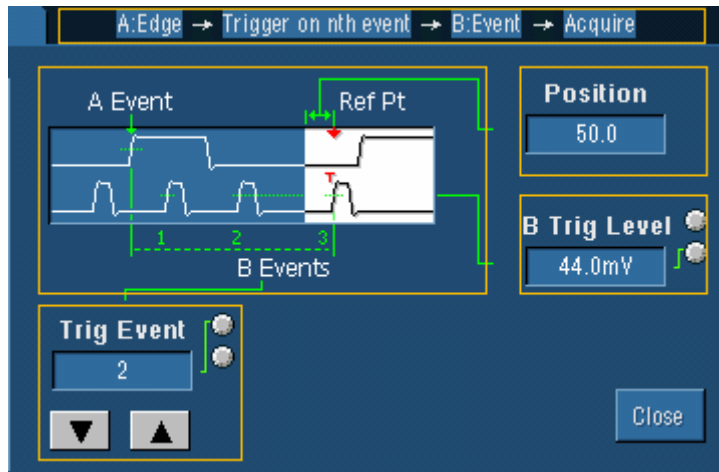 A:Edge → Trigger on nth event → B:Event → Acquire
A Event
Ref Pt
T
1 2 3
B Events
Position
50.0
B Trig Level
44.0mV
Trig Event
2
Close